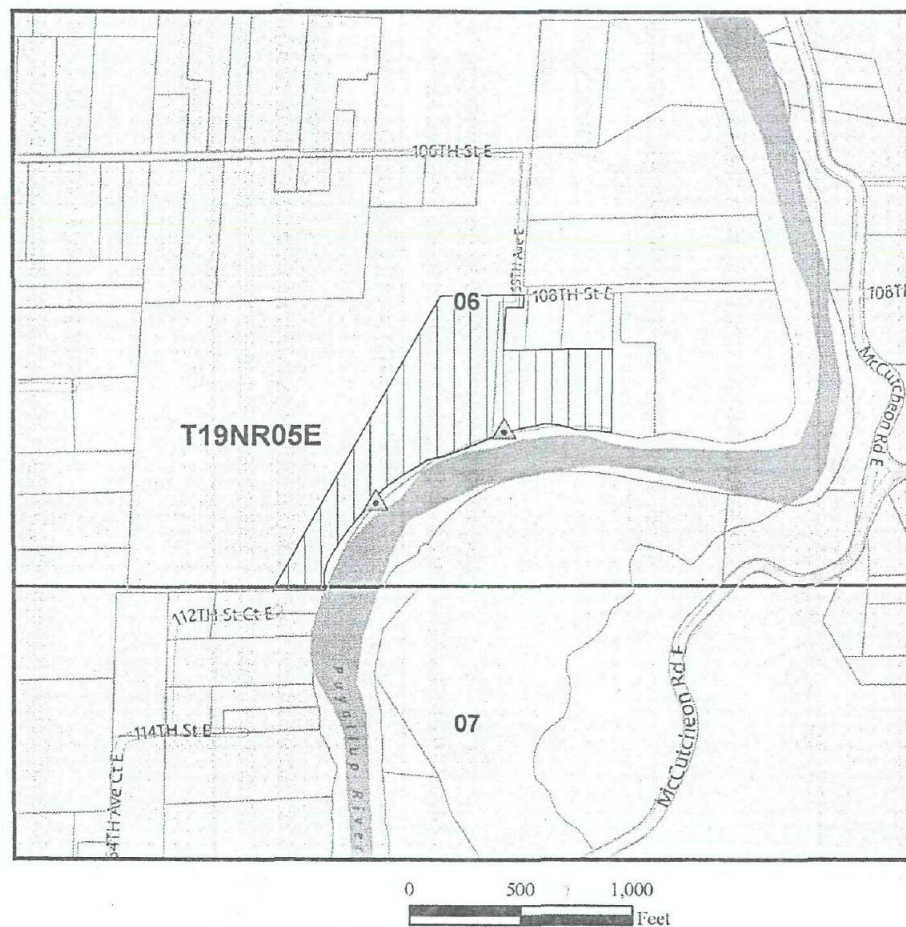 106TH St E
108TH St E
06
McCutcheon Rd E
T19NR05E
112TH St Ct E
Puyallup River
07
McCutcheon Rd E
114TH St E
0 500 1,000
Feet